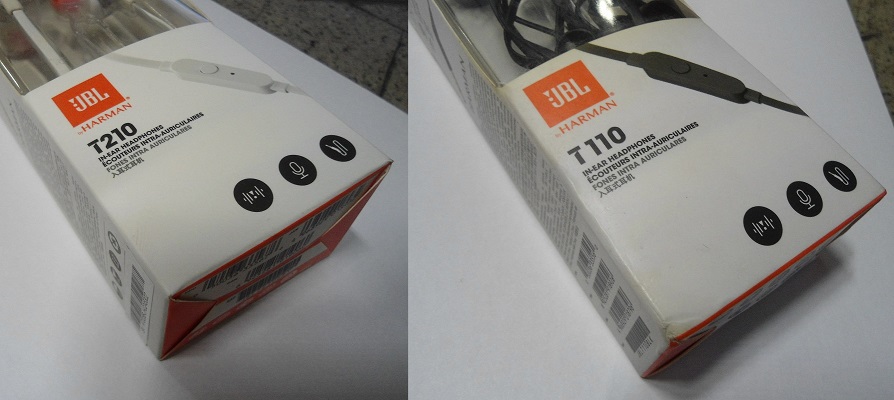 JBL
by HARMAN
T210
IN-EAR HEADPHONES
ÉCOUTEURS INTRA-AURICULAIRES
FONES INTRA AURICULARES
入耳式耳机
JBL
by HARMAN
T110
IN-EAR HEADPHONES
ÉCOUTEURS INTRA-AURICULAIRES
FONES INTRA AURICULARES
入耳式耳机